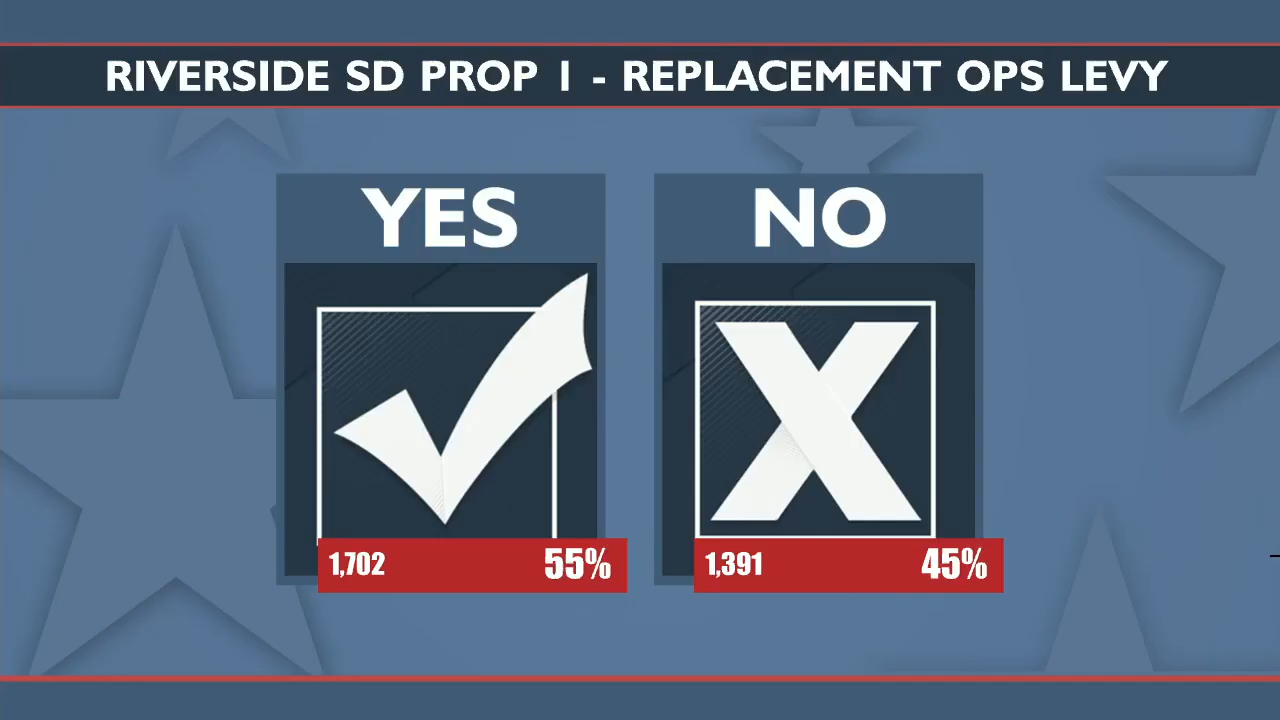 RIVERSIDE SD PROP 1 - REPLACEMENT OPS LEVY
YES
NO
1,702 55%
1,391 45%